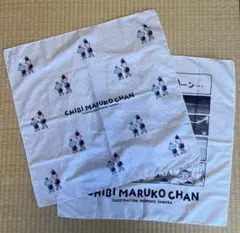 CHIBI MARUKO CHAN
CHIBI MARUKO CHAN
ILLUSTRATION MOMOKO SAKURA